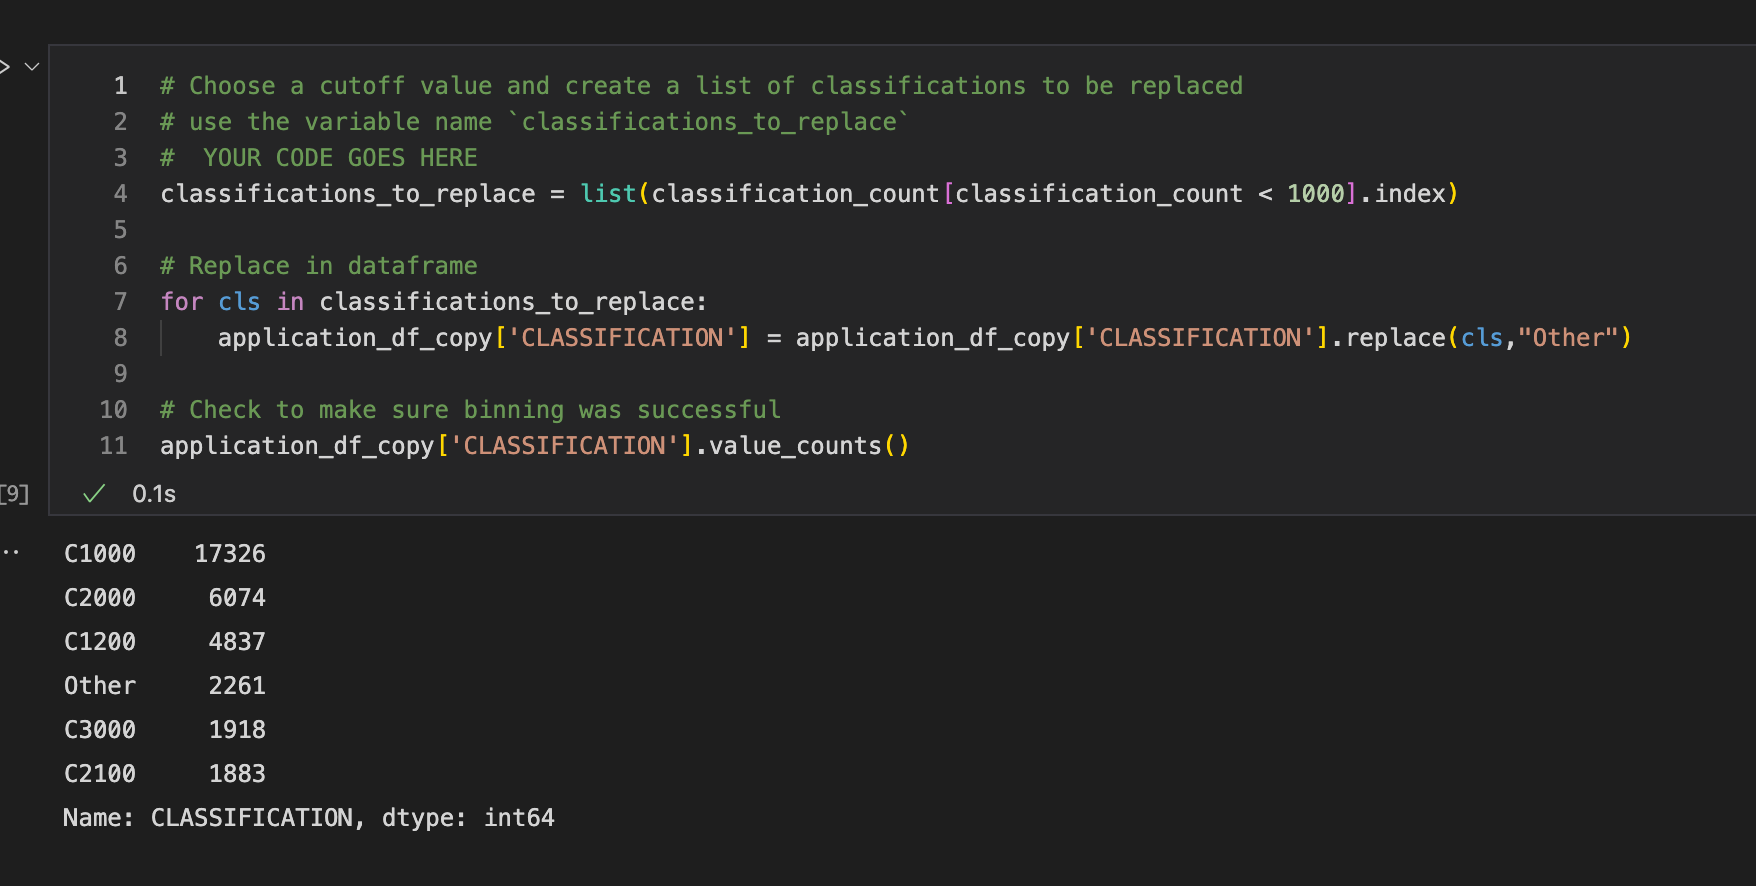 1 # Choose a cutoff value and create a list of classifications to be replaced
2 # use the variable name `classifications_to_replace`
3 #  YOUR CODE GOES HERE
4 classifications_to_replace = list(classification_count[classification_count < 1000].index)
5
6 # Replace in dataframe
7 for cls in classifications_to_replace:
8     application_df_copy['CLASSIFICATION'] = application_df_copy['CLASSIFICATION'].replace(cls,"Other")
9
10 # Check to make sure binning was successful
11 application_df_copy['CLASSIFICATION'].value_counts()
[9] ✓ 0.1s
C1000    17326
C2000     6074
C1200     4837
Other     2261
C3000     1918
C2100     1883
Name: CLASSIFICATION, dtype: int64